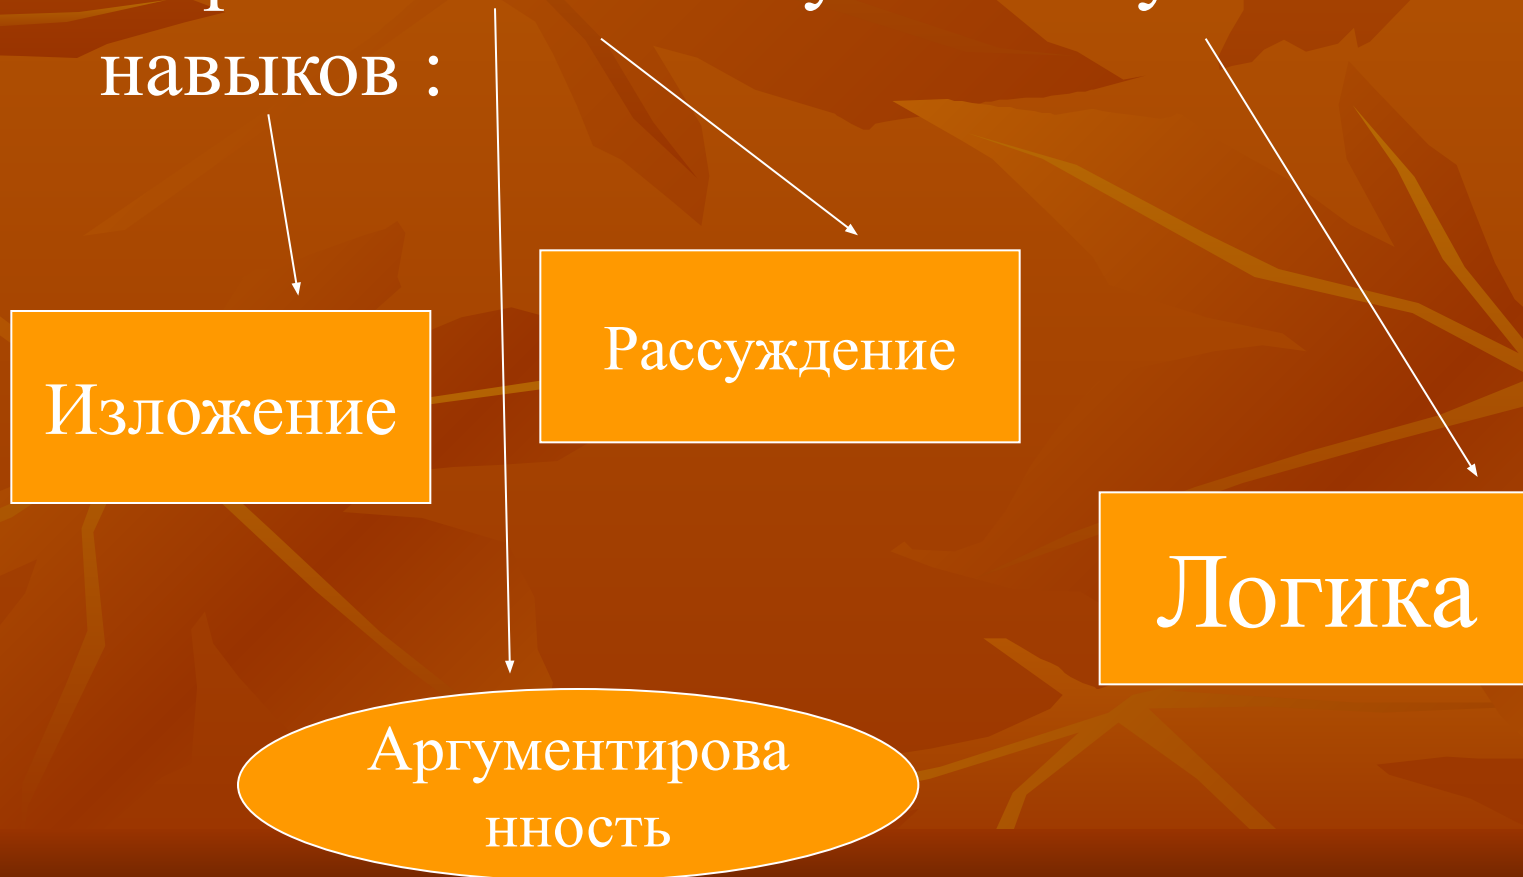 навыков :
Рассуждение
Изложение
Логика
Аргументирова
нность